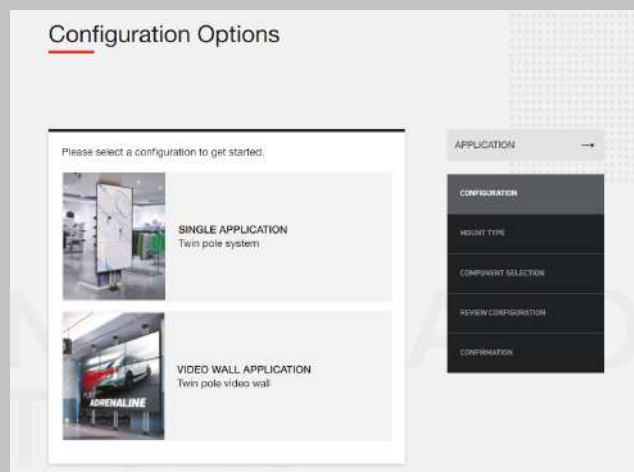 Configuration Options
Please select a configuration to get started.
SINGLE APPLICATION
Twin pole system
VIDEO WALL APPLICATION
Twin pole video wall
ADRENALINE
APPLICATION →
CONFIGURATION
MOUNT TYPE
COMPONENT SELECTION
REVIEW CONFIGURATION
CONFIRMATION